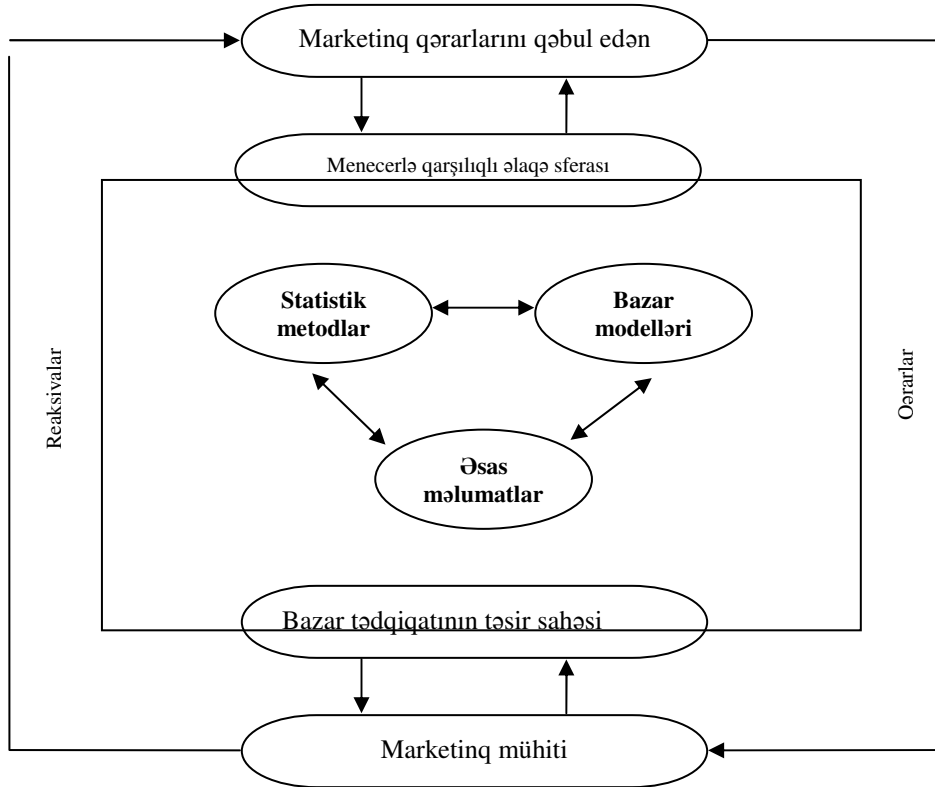 Marketinq qərarlarını qəbul edən
Menecerlə qarşılıqlı əlaqə sferası
Statistik
metodlar
Bazar
modelləri
Reaksivalar
Oərarlar
Əsas
məlumatlar
Bazar tədqiqatının təsir sahəsi
Marketinq mühiti